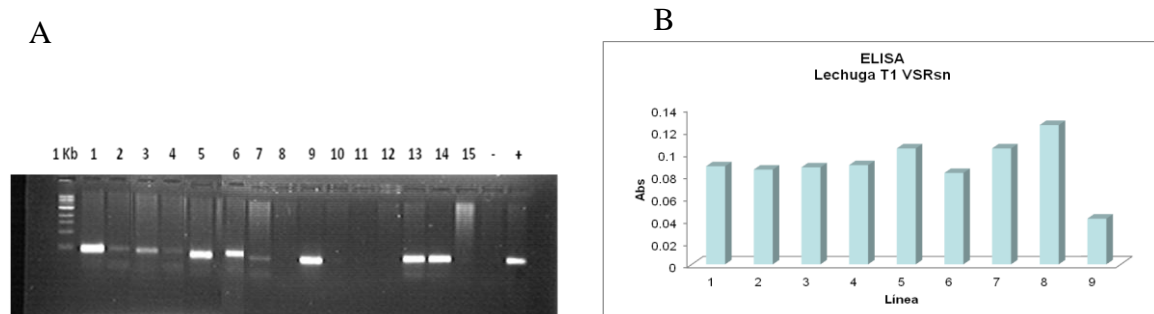 A
1 Kb 1 2 3 4 5 6 7 8 9 10 11 12 13 14 15 - +
B
ELISA
Lechuga T1 VSRsn
0.14
0.12
0.1
0.08
0.06
0.04
0.02
0
Abs
1 2 3 4 5 6 7 8 9
Línea